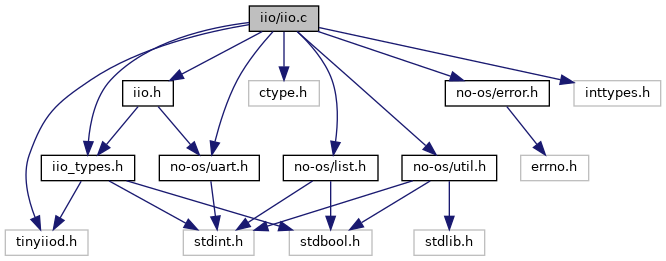 iio/iio.c
iio.h
ctype.h
no-os/error.h
inttypes.h
iio_types.h
no-os/uart.h
no-os/list.h
no-os/util.h
errno.h
tinyiiod.h
stdint.h
stdbool.h
stdlib.h